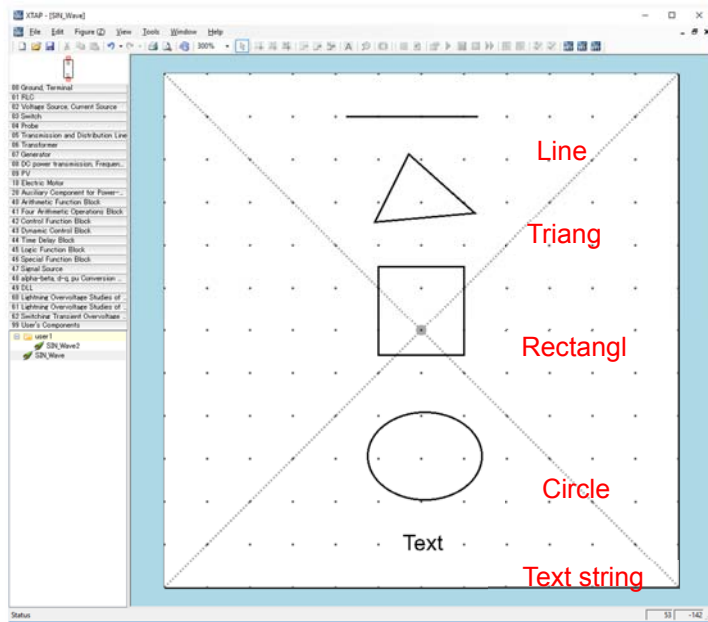 XTAP - [SIN_Wave]
File Edit Figure (Z) View Tools Window Help
300%
00 Ground, Terminal
01 RLC
02 Voltage Source, Current Source
03 Switch
04 Probe
05 Transmission and Distribution Line
06 Transformer
07 Generator
08 DC power transmission, Frequen...
09 PV
10 Electric Motor
20 Auxiliary Component for Power-...
40 Arithmetic Function Block
41 Four Arithmetic Operations Block
42 Control Function Block
43 Dynamic Control Block
44 Time Delay Block
45 Logic Function Block
46 Special Function Block
47 Signal Source
48 alpha-beta, d-q, pu Conversion ...
49 DLL
60 Lightning Overvoltage Studies of ...
61 Lightning Overvoltage Studies of ...
62 Switching Transient Overvoltage ...
99 User's Components
user1
SIN_Wave2
SIN_Wave
Line
Triang
Rectangl
Circle
Text
Text string
Status
53
-142